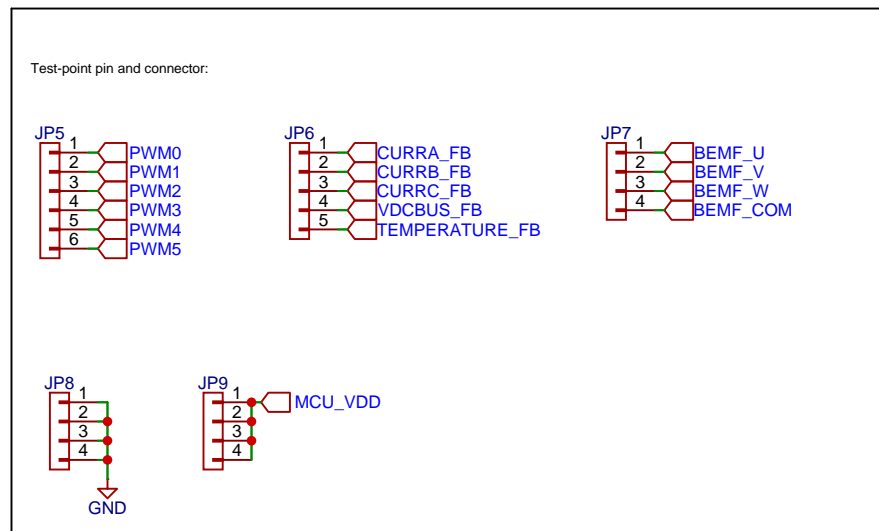 Test-point pin and connector:
JP5
1 PWM0
2 PWM1
3 PWM2
4 PWM3
5 PWM4
6 PWM5
JP6
1 CURRA_FB
2 CURRB_FB
3 CURRC_FB
4 VDCBUS_FB
5 TEMPERATURE_FB
JP7
1 BEMF_U
2 BEMF_V
3 BEMF_W
4 BEMF_COM
JP8
1
2
3
4
GND
JP9
1 MCU_VDD
2
3
4